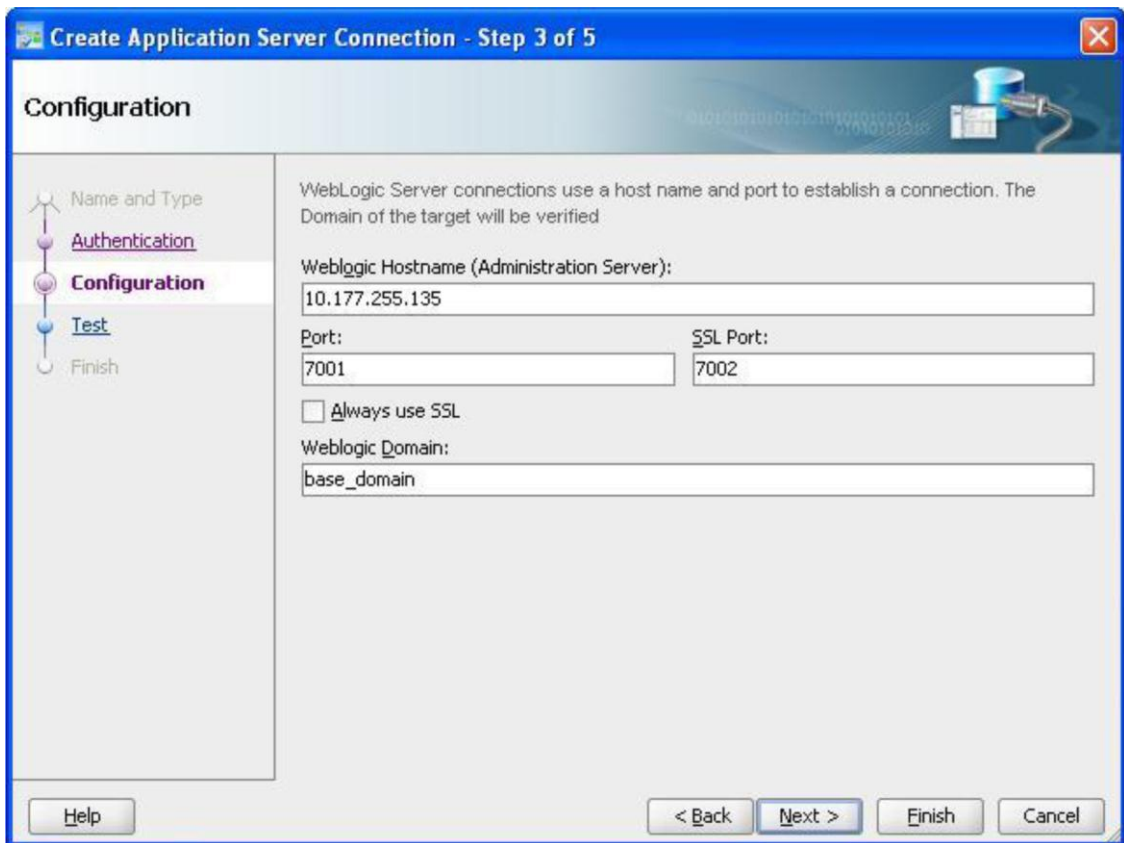 Create Application Server Connection - Step 3 of 5
Configuration
Name and Type
Authentication
Configuration
Test
Finish
WebLogic Server connections use a host name and port to establish a connection. The
Domain of the target will be verified
Weblogic Hostname (Administration Server):
10.177.255.135
Port:
SSL Port:
7001
7002
Always use SSL
Weblogic Domain:
base_domain
Help
< Back
Next >
Finish
Cancel